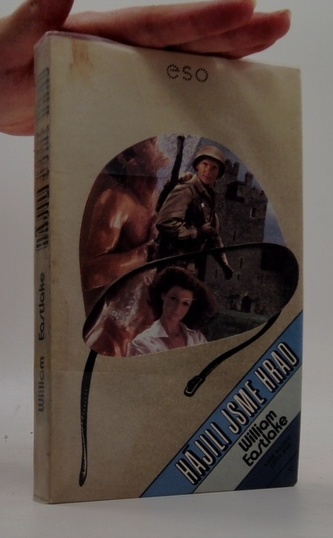 eso
HÁJILI JSME HRAD
William
Eastlake
HÁJILI JSME HRAD
William Eastlake